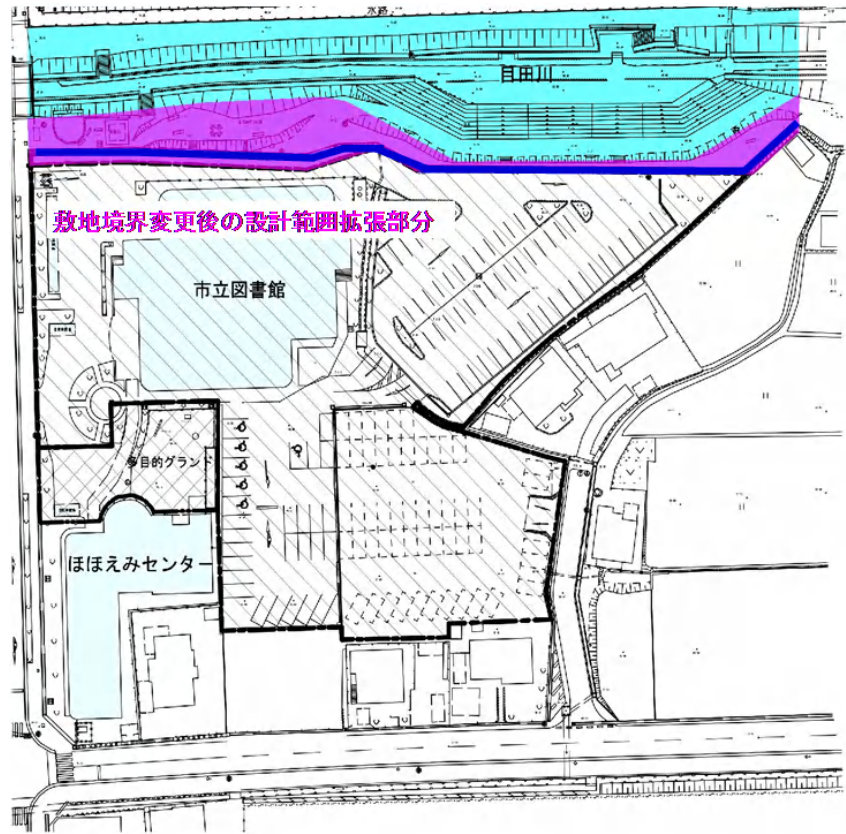 水路
目田川
敷地境界変更後の設計範囲拡張部分
市立図書館
多目的グランド
ほほえみセンター